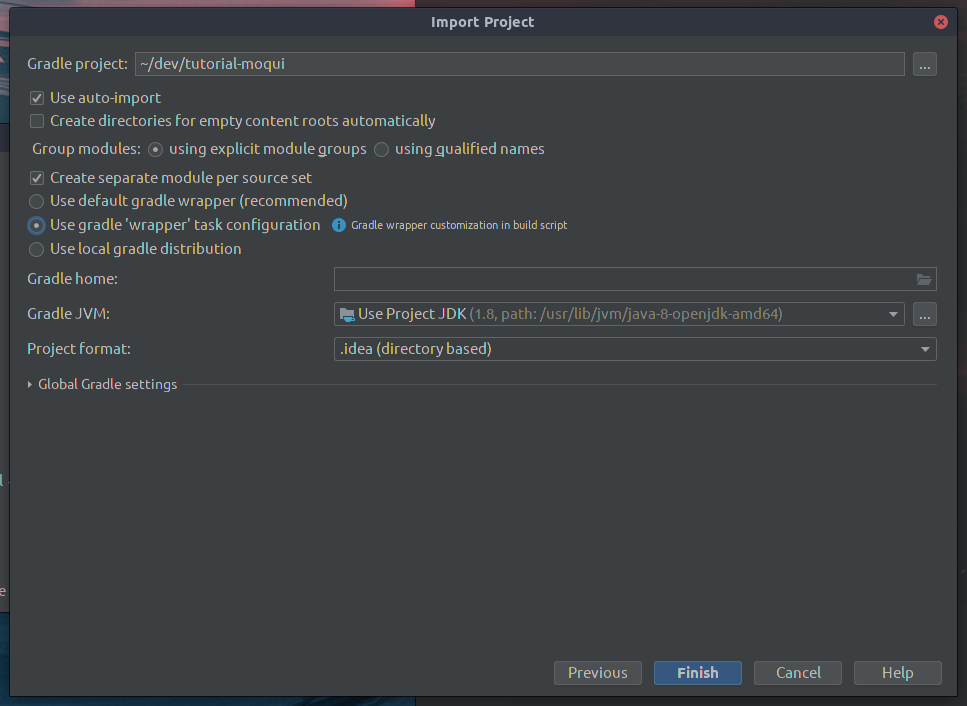 Import Project
Gradle project: ~/dev/tutorial-moqui ...
Use auto-import
Create directories for empty content roots automatically
Group modules: using explicit module groups using qualified names
Create separate module per source set
Use default gradle wrapper (recommended)
Use gradle 'wrapper' task configuration Gradle wrapper customization in build script
Use local gradle distribution
Gradle home:
Gradle JVM: Use Project JDK (1.8, path: /usr/lib/jvm/java-8-openjdk-amd64) ...
Project format: .idea (directory based)
Global Gradle settings
Previous Finish Cancel Help